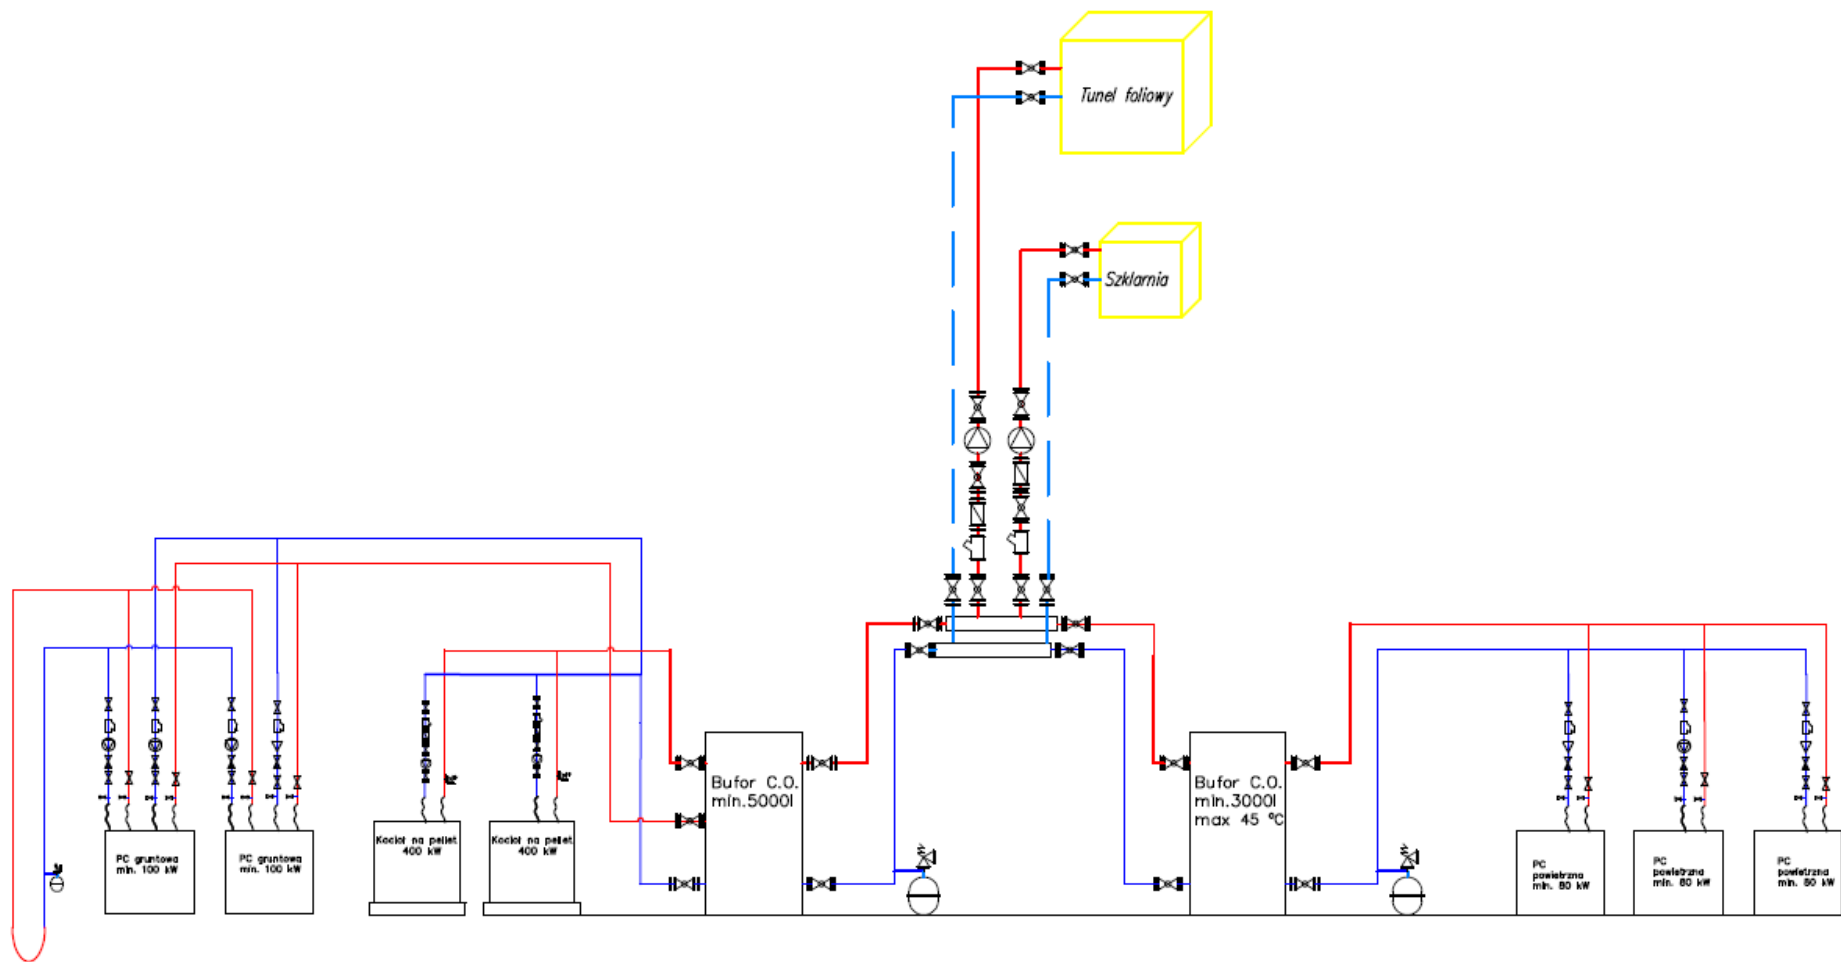 Tunel foliowy
Szklarnia
Bufor C.O.
min.5000l
Bufor C.O.
min.3000l
max 45 °C
PC gruntowa
min. 100 kW
PC gruntowa
min. 100 kW
Kocioł na pellet
400 kW
Kocioł na pellet
400 kW
PC
powietrzna
min. 80 kW
PC
powietrzna
min. 80 kW
PC
powietrzna
min. 80 kW